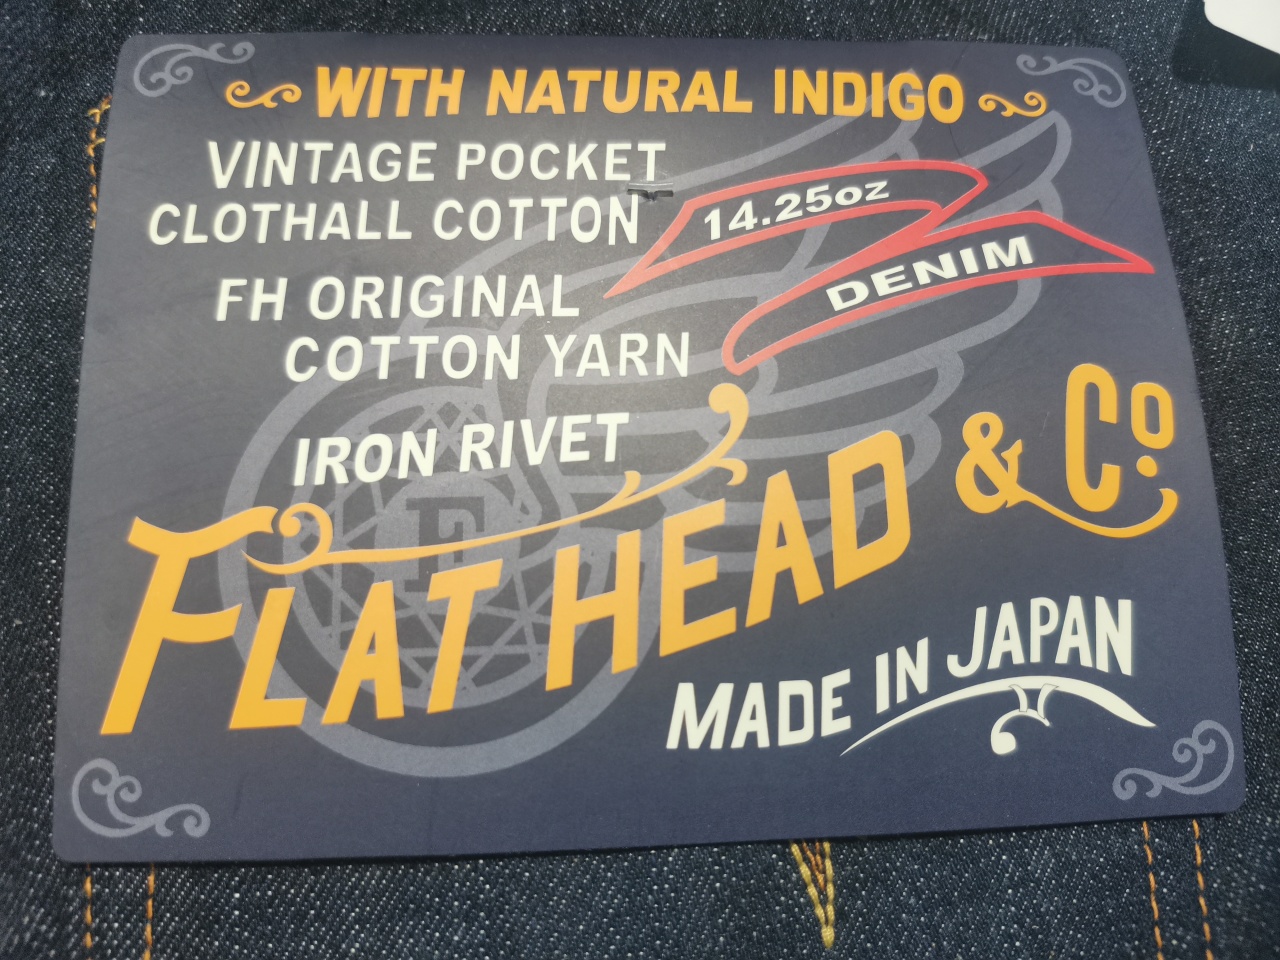 WITH NATURAL INDIGO
VINTAGE POCKET
CLOTHALL COTTON
14.25oz
DENIM
FH ORIGINAL
COTTON YARN
IRON RIVET
F
FLAT HEAD & Co.
MADE IN JAPAN